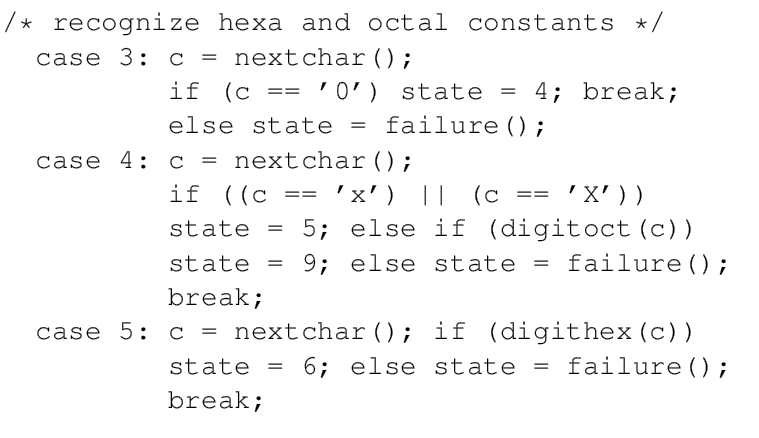 /* recognize hexa and octal constants */
case 3: c = nextchar();
if (c == '0') state = 4; break;
else state = failure();
case 4: c = nextchar();
if ((c == 'x') || (c == 'X'))
state = 5; else if (digitoct(c))
state = 9; else state = failure();
break;
case 5: c = nextchar(); if (digithex(c))
state = 6; else state = failure();
break;